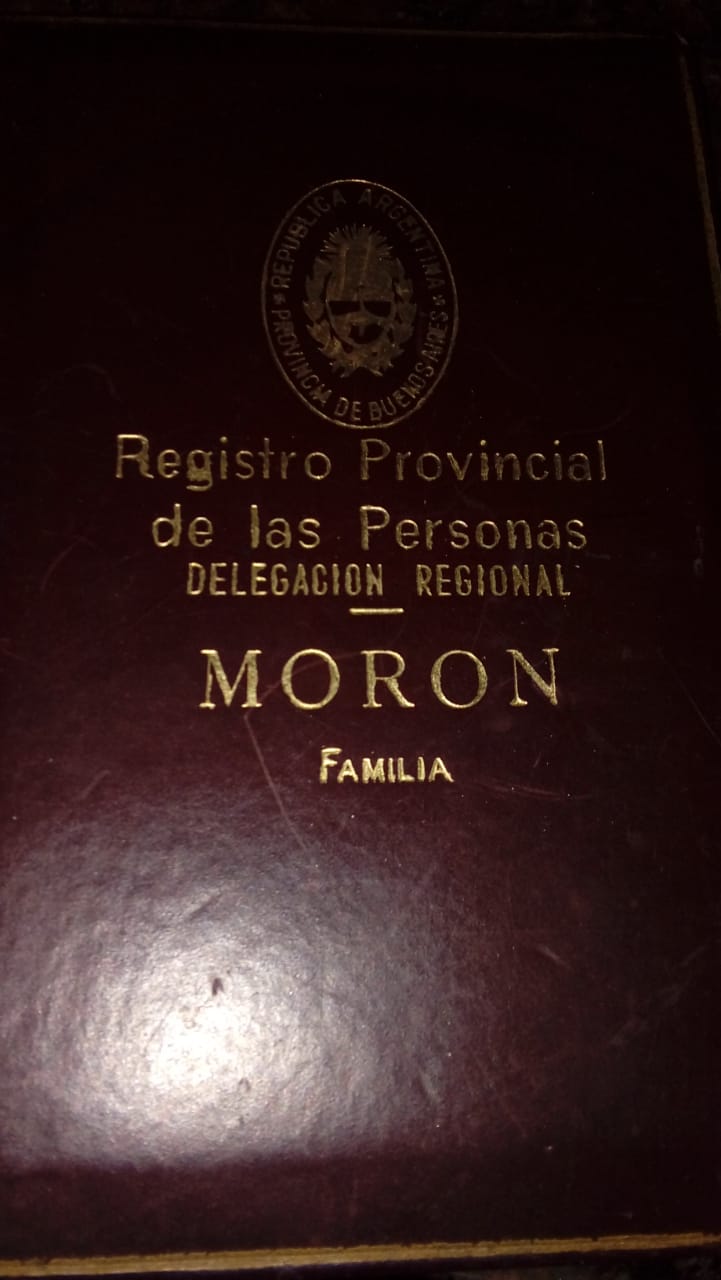 REPUBLICA ARGENTINA
* PROVINCIA DE BUENOS AIRES *
Registro Provincial
de las Personas
DELEGACION REGIONAL
MORON
FAMILIA